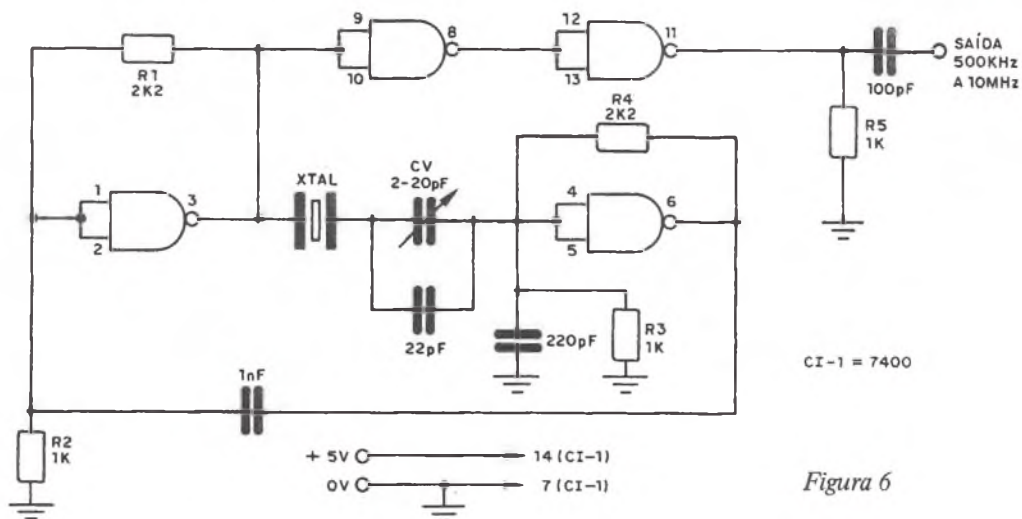 R1
2K2
9
10
8
12
13
11
100pF
SAÍDA
500KHz
A 10MHz
R4
2K2
R5
1K
XTAL
CV
2-20pF
1
2
3
4
5
6
22pF
220pF
R3
1K
CI-1 = 7400
1nF
R2
1K
+ 5V
14 (CI-1)
0V
7 (CI-1)
Figura 6